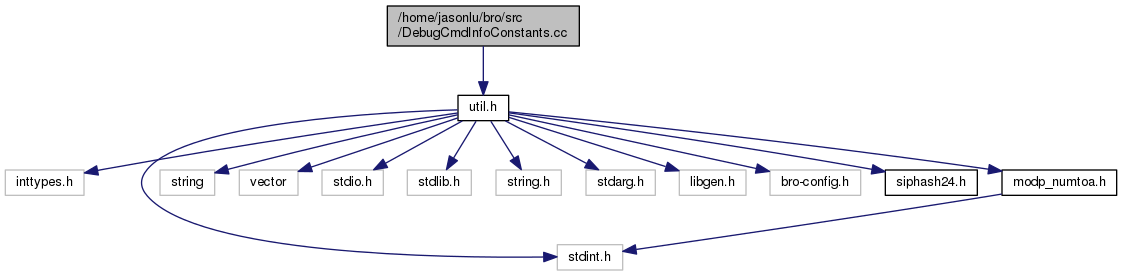 /home/jasonlu/bro/src
/DebugCmdInfoConstants.cc
util.h
inttypes.h
string
vector
stdio.h
stdlib.h
string.h
stdarg.h
libgen.h
bro-config.h
siphash24.h
modp_numtoa.h
stdint.h